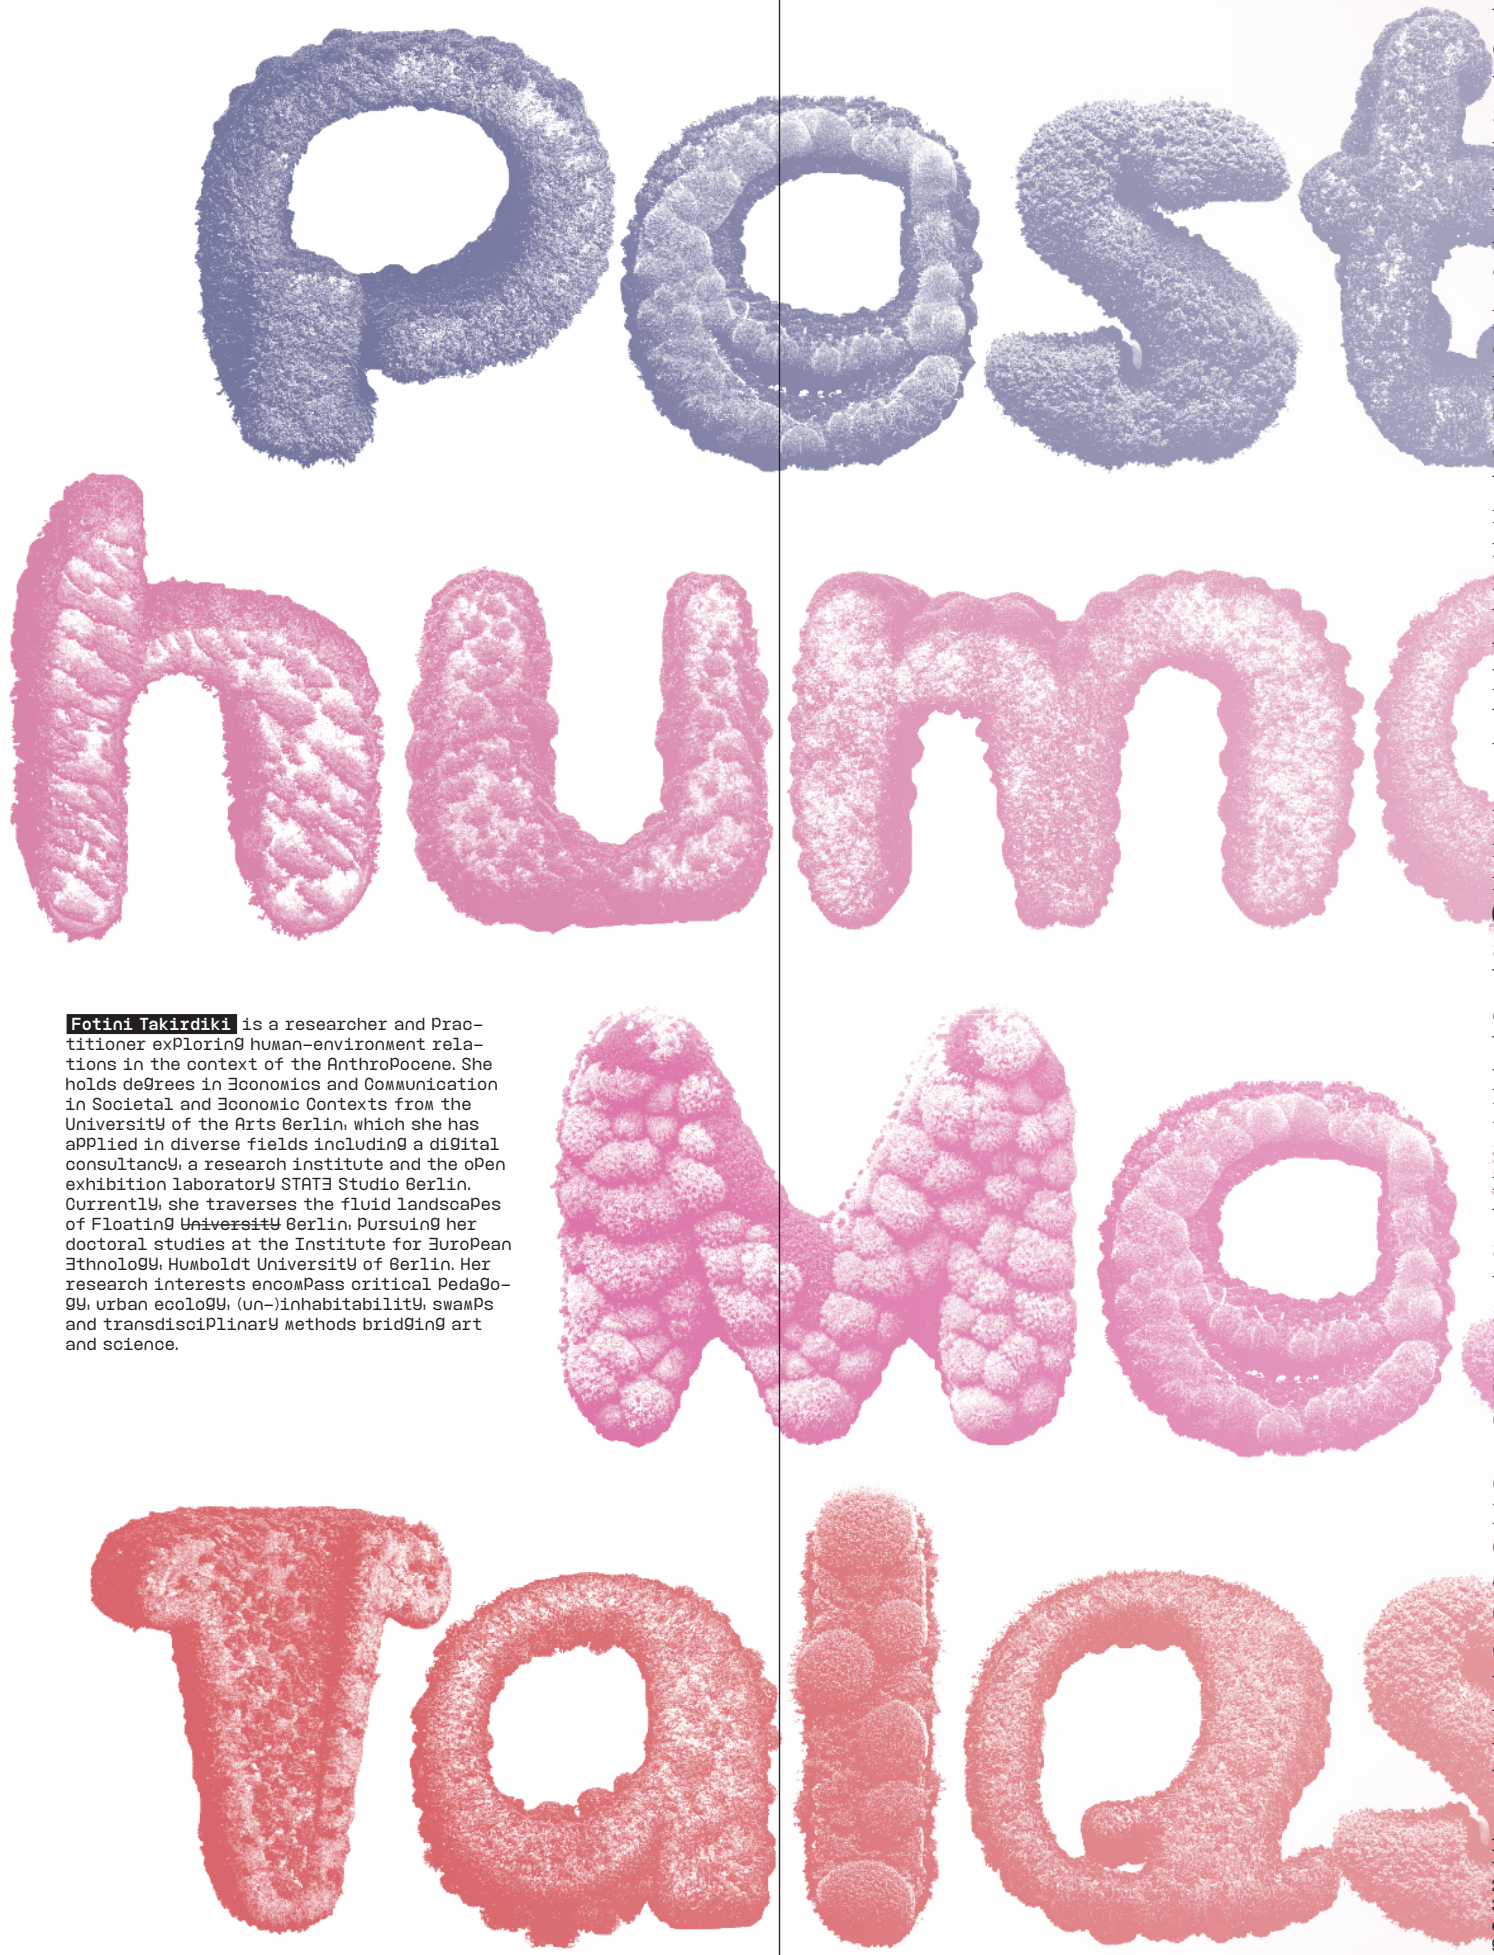 Post
huma
Fotini Takirdiki is a researcher and prac-
titioner exploring human-environment rela-
tions in the context of the Anthropocene. She
holds degrees in Economics and Communication
in Societal and Economic Contexts from the
University of the Arts Berlin, which she has
applied in diverse fields including a digital
consultancy, a research institute and the open
exhibition laboratory STATE Studio Berlin.
Currently, she traverses the fluid landscapes
of Floating University Berlin, pursuing her
doctoral studies at the Institute for European
Ethnology, Humboldt University of Berlin. Her
research interests encompass critical pedago-
gy, urban ecology, (un-)inhabitability, swamps
and transdisciplinary methods bridging art
and science.
Mo
Tales